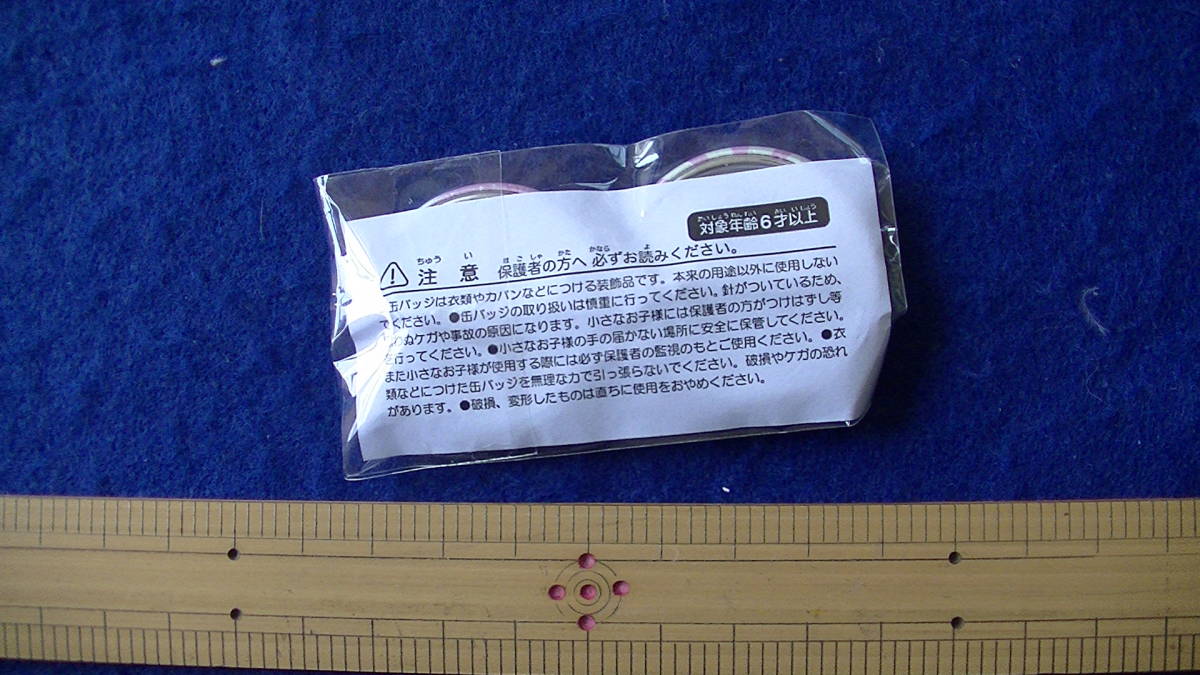 対象年齢6才以上
注意 保護者の方へ 必ずお読みください。
缶バッジは衣類やカバンなどにつける装飾品です。本来の用途以外に使用しない
でください。●缶バッジの取り扱いは慎重に行ってください。針がついているため、
ぬケガや事故の原因になります。小さなお子様には保護者の方がつけはずし等
を行ってください。●小さなお子様の手の届かない場所に安全に保管してください。
また小さなお子様が使用する際には必ず保護者の監視のもとご使用ください。●衣
類などにつけた缶バッジを無理な力で引っ張らないでください。破損やケガの恐れ
があります。●破損、変形したものは直ちに使用をおやめください。